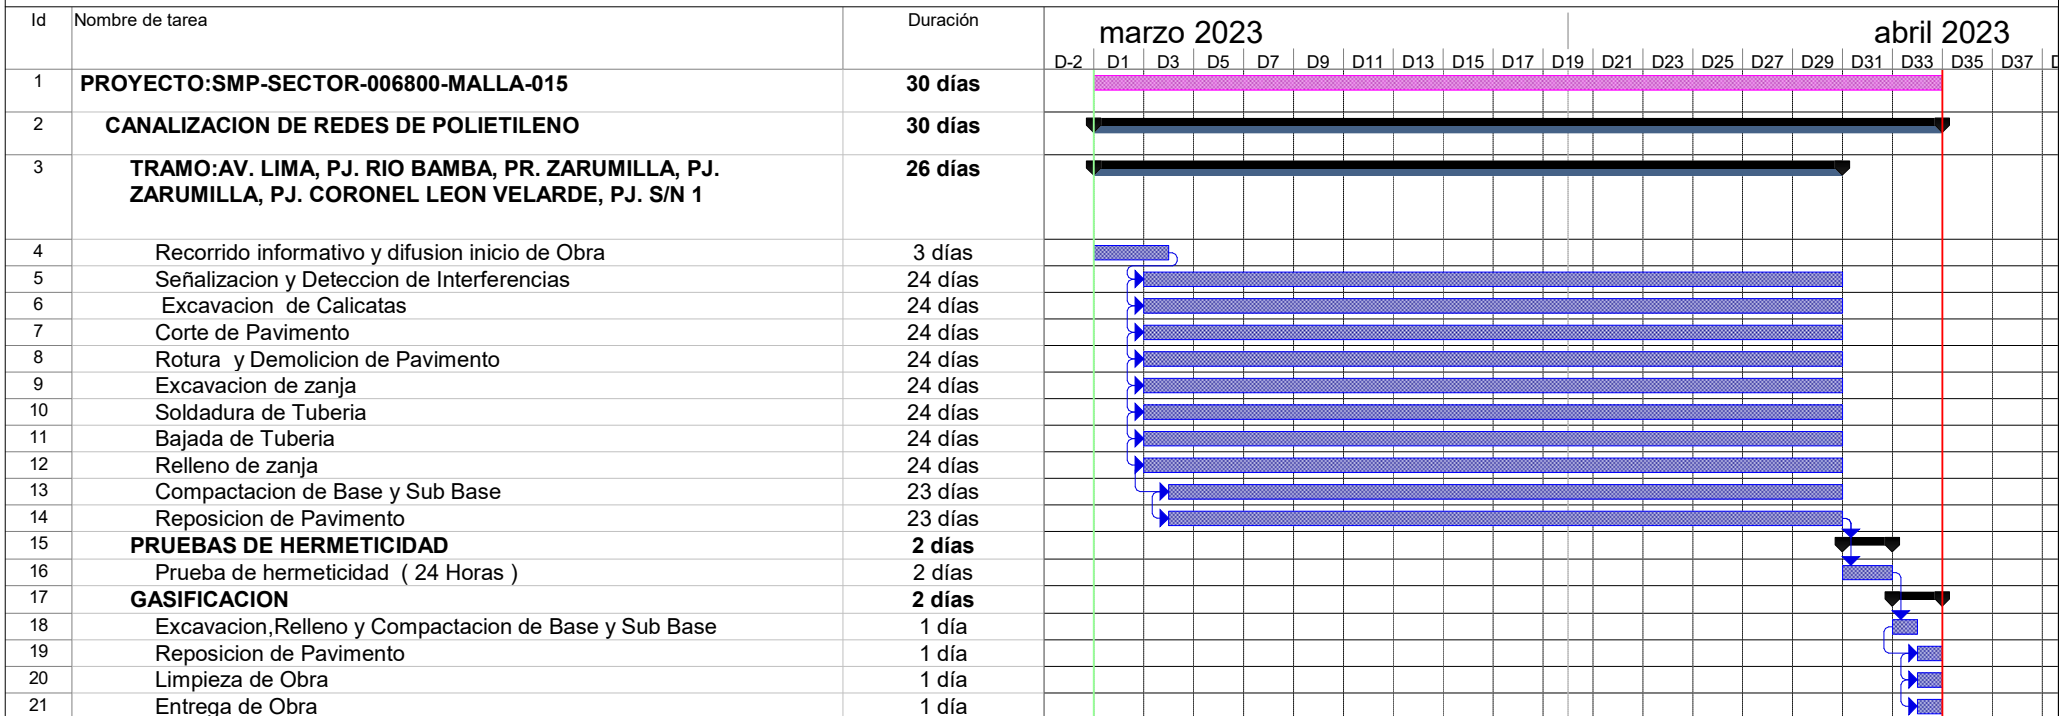 Id Nombre de tarea Duración
marzo 2023 abril 2023
D-2 D1 D3 D5 D7 D9 D11 D13 D15 D17 D19 D21 D23 D25 D27 D29 D31 D33 D35 D37
1 PROYECTO:SMP-SECTOR-006800-MALLA-015 30 días
2 CANALIZACION DE REDES DE POLIETILENO 30 días
3 TRAMO:AV. LIMA, PJ. RIO BAMBA, PR. ZARUMILLA, PJ. 26 días
ZARUMILLA, PJ. CORONEL LEON VELARDE, PJ. S/N 1
4 Recorrido informativo y difusion inicio de Obra 3 días
5 Señalizacion y Deteccion de Interferencias 24 días
6 Excavacion de Calicatas 24 días
7 Corte de Pavimento 24 días
8 Rotura y Demolicion de Pavimento 24 días
9 Excavacion de zanja 24 días
10 Soldadura de Tuberia 24 días
11 Bajada de Tuberia 24 días
12 Relleno de zanja 24 días
13 Compactacion de Base y Sub Base 23 días
14 Reposicion de Pavimento 23 días
15 PRUEBAS DE HERMETICIDAD 2 días
16 Prueba de hermeticidad ( 24 Horas ) 2 días
17 GASIFICACION 2 días
18 Excavacion,Relleno y Compactacion de Base y Sub Base 1 día
19 Reposicion de Pavimento 1 día
20 Limpieza de Obra 1 día
21 Entrega de Obra 1 día